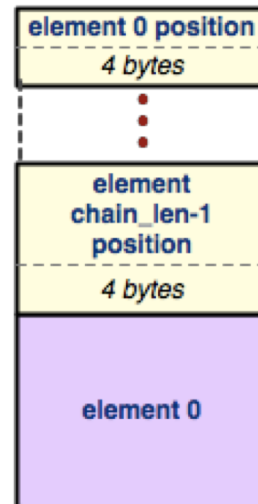 element 0 position
4 bytes
element
chain_len-1
position
4 bytes
element 0